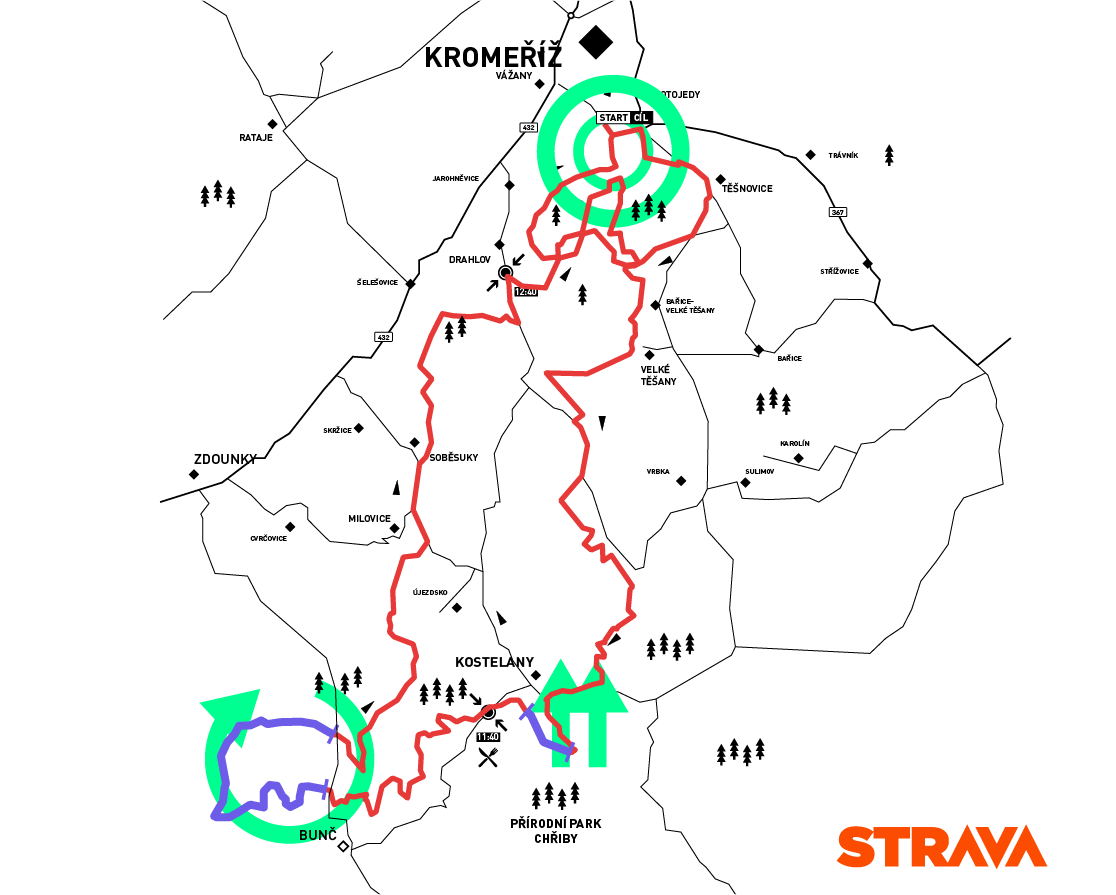 KROMĚŘÍŽ
VÁŽANY
OTOJEDY
START CÍL
432
RATAJE
TRÁVNÍK
JAROHNĚVICE
TĚŠNOVICE
367
DRAHLOV
STŘÍŽOVICE
ŠELEŠOVICE
12:40
BAŘICE–
VELKÉ TĚŠANY
432
BAŘICE
VELKÉ
TĚŠANY
SKRŽICE
KAROLÍN
ZDOUNKY
SOBĚSUKY
VRBKA
SULIMOV
MILOVICE
CVRČOVICE
ÚJEZDSKO
KOSTELANY
11:40
PŘÍRODNÍ PARK
CHŘIBY
BUNČ
STRAVA